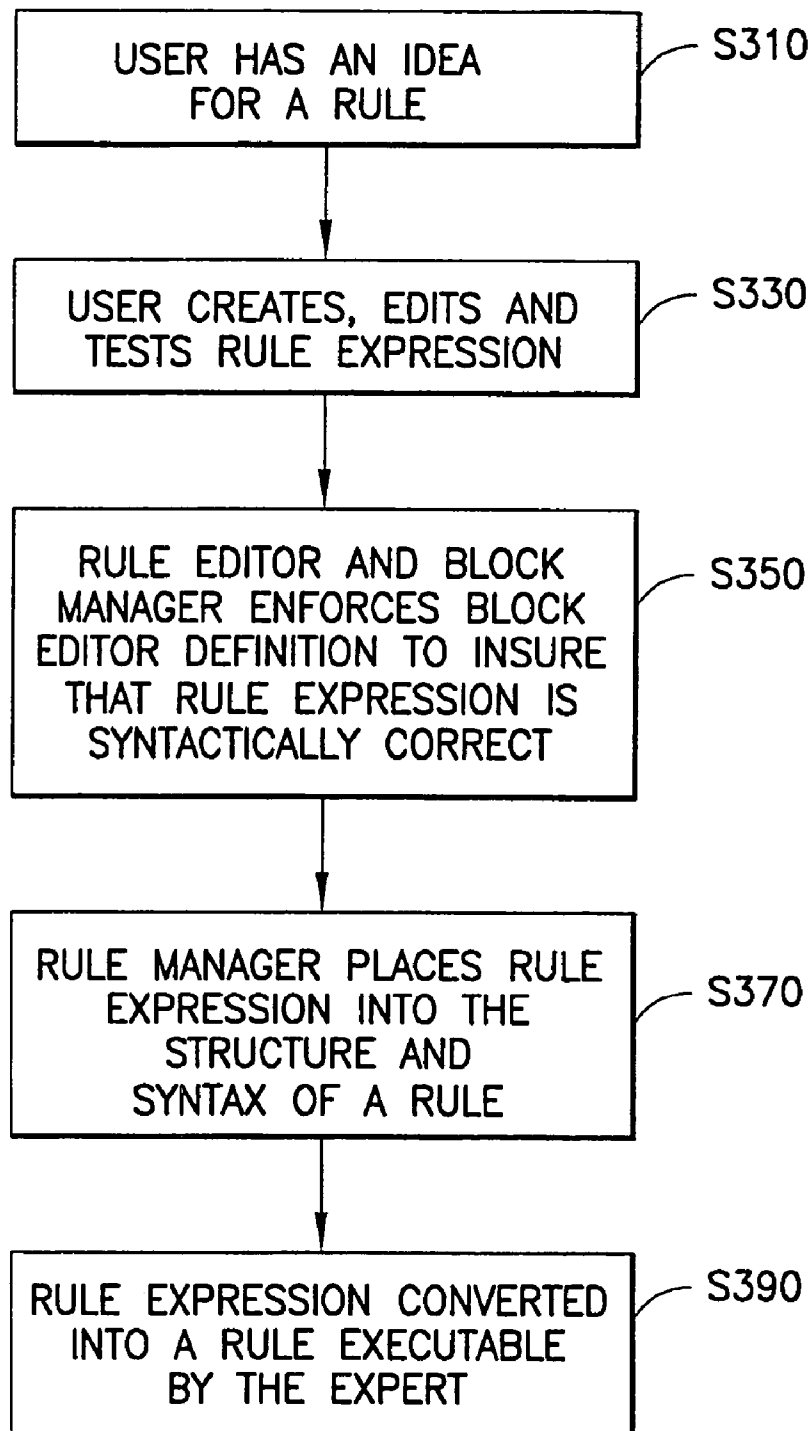 USER HAS AN IDEA
FOR A RULE
S310
USER CREATES, EDITS AND
TESTS RULE EXPRESSION
S330
RULE EDITOR AND BLOCK
MANAGER ENFORCES BLOCK
EDITOR DEFINITION TO INSURE
THAT RULE EXPRESSION IS
SYNTACTICALLY CORRECT
S350
RULE MANAGER PLACES RULE
EXPRESSION INTO THE
STRUCTURE AND
SYNTAX OF A RULE
S370
RULE EXPRESSION CONVERTED
INTO A RULE EXECUTABLE
BY THE EXPERT
S390